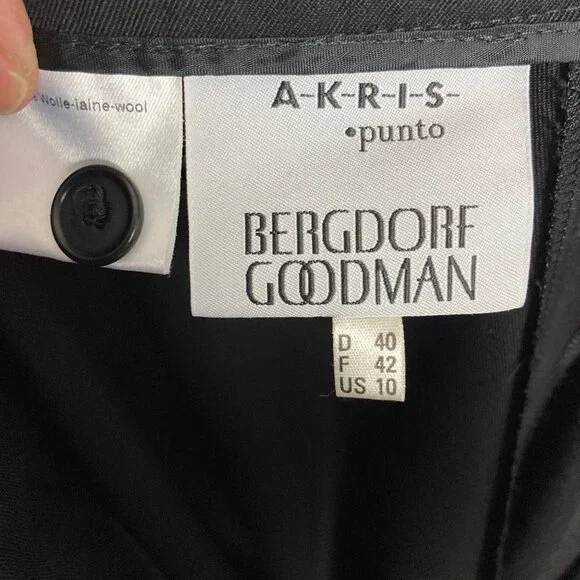 Wolle-laine-wool
A-K-R-I-S-
•punto
BERGDORF
GOODMAN
D 40
F 42
US 10